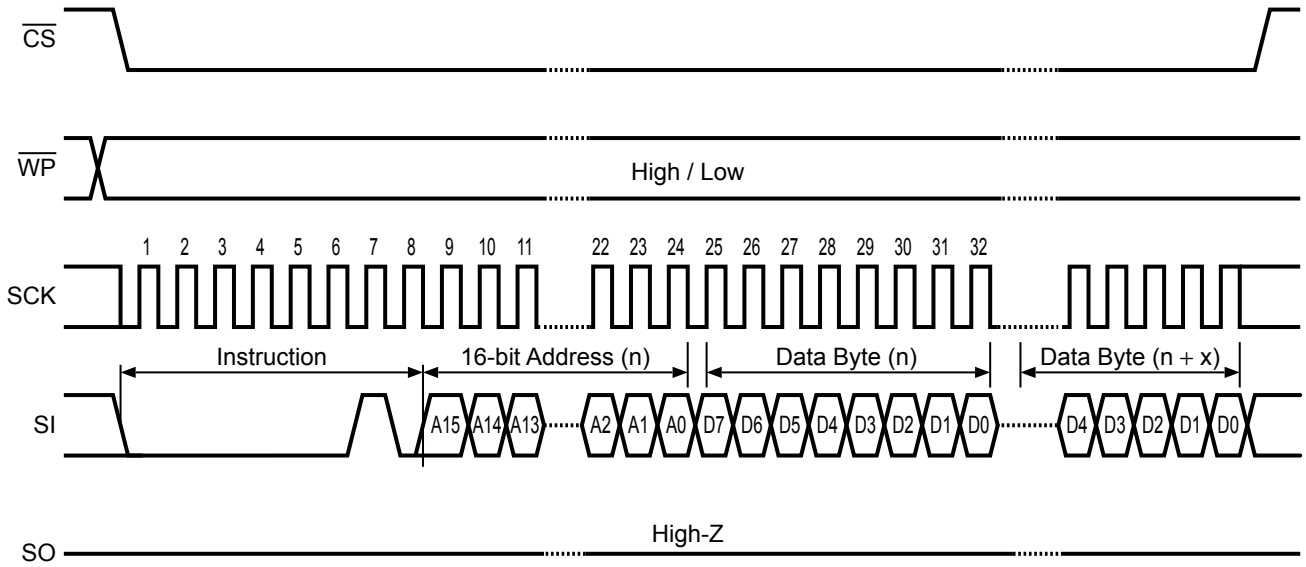 CS
WP
High / Low
1 2 3 4 5 6 7 8 9 10 11 22 23 24 25 26 27 28 29 30 31 32
SCK
Instruction 16-bit Address (n) Data Byte (n) Data Byte (n + x)
SI A15 A14 A13 A2 A1 A0 D7 D6 D5 D4 D3 D2 D1 D0 D4 D3 D2 D1 D0
High-Z
SO